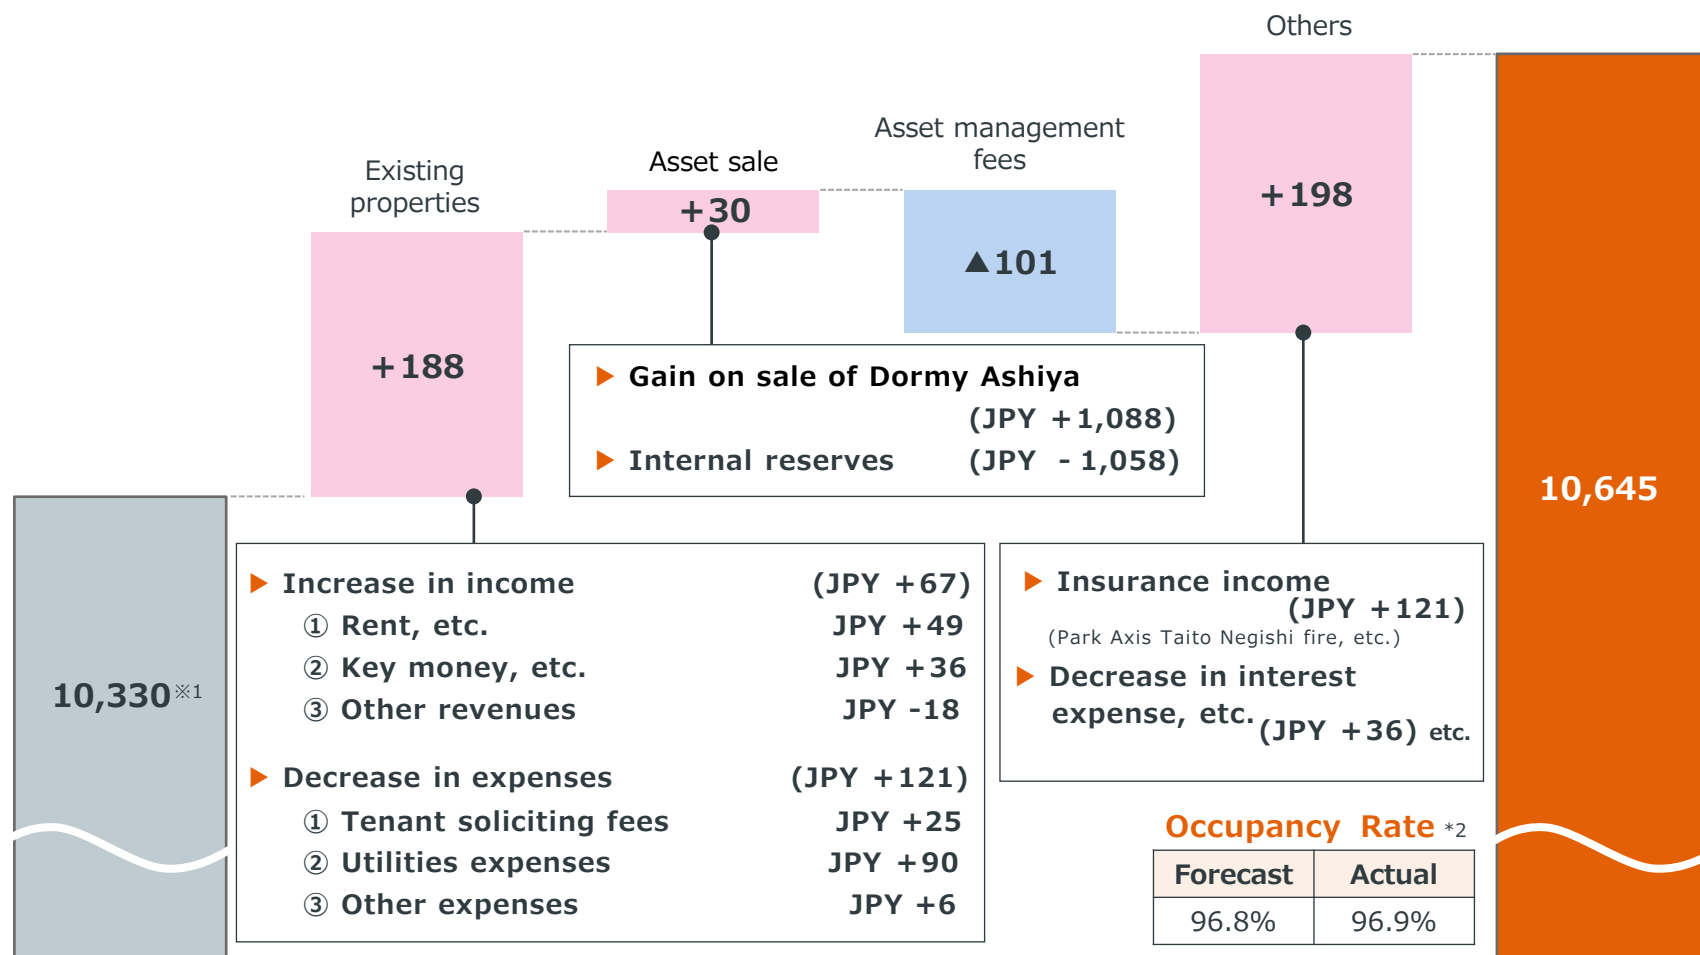 Others
Asset management
fees
Asset sale
Existing
properties
+30
+198
▲101
+188
▶ Gain on sale of Dormy Ashiya
(JPY +1,088)
▶ Internal reserves (JPY -1,058)
10,645
10,330※1
▶ Increase in income (JPY +67)
① Rent, etc. JPY +49
② Key money, etc. JPY +36
③ Other revenues JPY -18
▶ Decrease in expenses (JPY +121)
① Tenant soliciting fees JPY +25
② Utilities expenses JPY +90
③ Other expenses JPY +6
▶ Insurance income
(JPY +121)
(Park Axis Taito Negishi fire, etc.)
▶ Decrease in interest
expense, etc. (JPY +36) etc.
Occupancy Rate *2
Forecast Actual
96.8% 96.9%